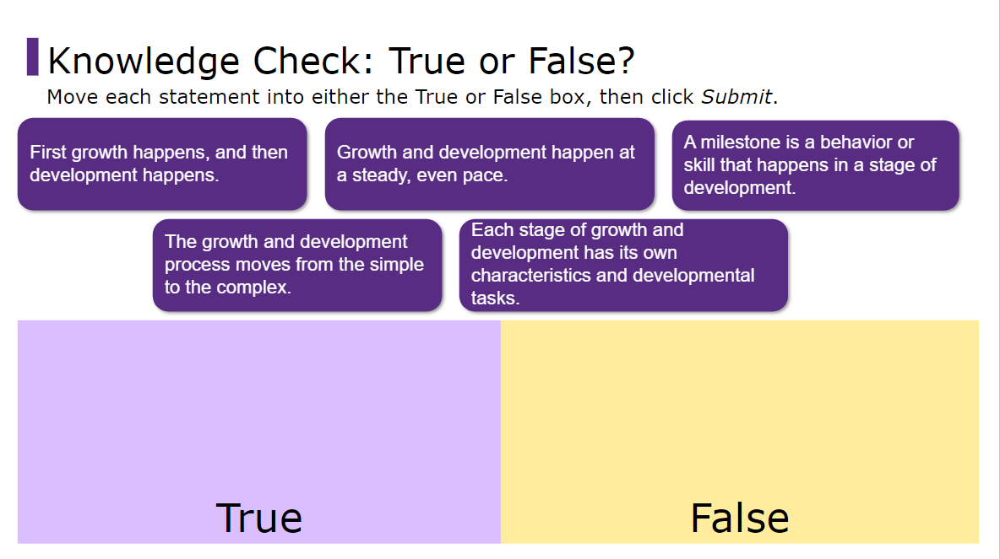 Knowledge Check: True or False?
Move each statement into either the True or False box, then click Submit.
First growth happens, and then
development happens.
Growth and development happen at
a steady, even pace.
A milestone is a behavior or
skill that happens in a stage of
development.
The growth and development
process moves from the simple
to the complex.
Each stage of growth and
development has its own
characteristics and developmental
tasks.
True
False